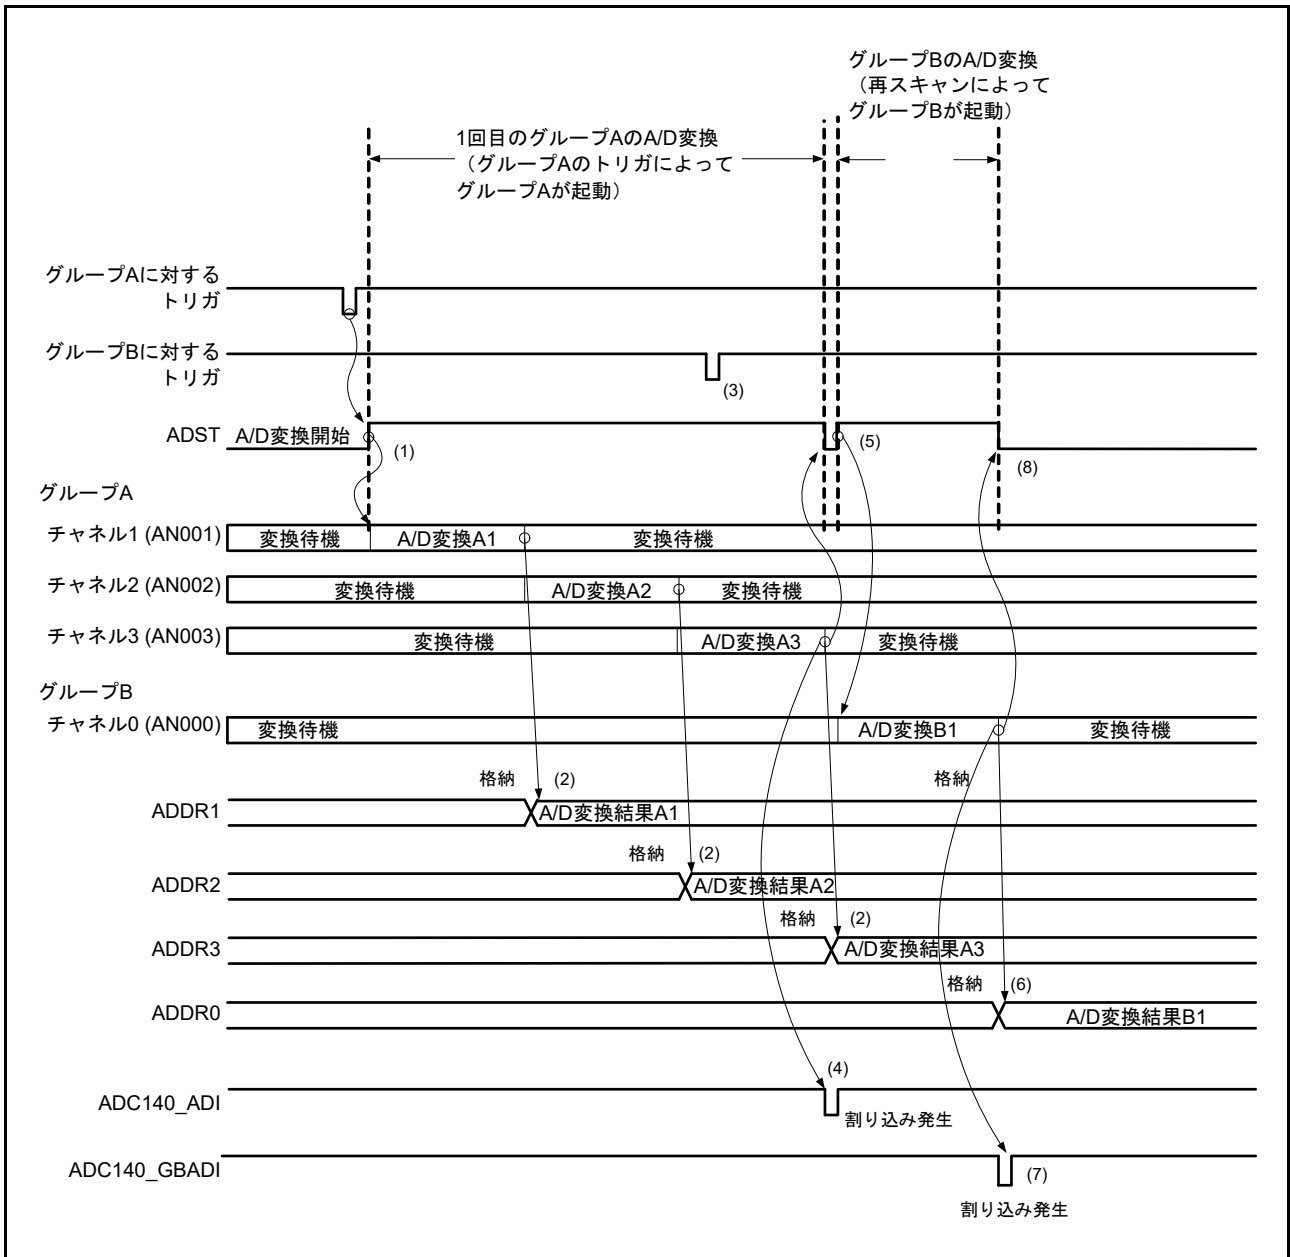 グループBのA/D変換
（再スキャンによって
グループBが起動）
1回目のグループAのA/D変換
（グループAのトリガによって
グループAが起動）
グループAに対する
トリガ
グループBに対する
トリガ
(3)
ADST
A/D変換開始
(1)
(5)
(8)
グループA
チャネル1 (AN001)
変換待機
A/D変換A1
変換待機
チャネル2 (AN002)
変換待機
A/D変換A2
変換待機
チャネル3 (AN003)
変換待機
A/D変換A3
変換待機
グループB
チャネル0 (AN000)
変換待機
A/D変換B1
変換待機
格納
(2)
格納
ADDR1
A/D変換結果A1
格納
(2)
ADDR2
A/D変換結果A2
格納
(2)
ADDR3
A/D変換結果A3
格納
(6)
ADDR0
A/D変換結果B1
(4)
ADC140_ADI
割り込み発生
ADC140_GBADI
(7)
割り込み発生